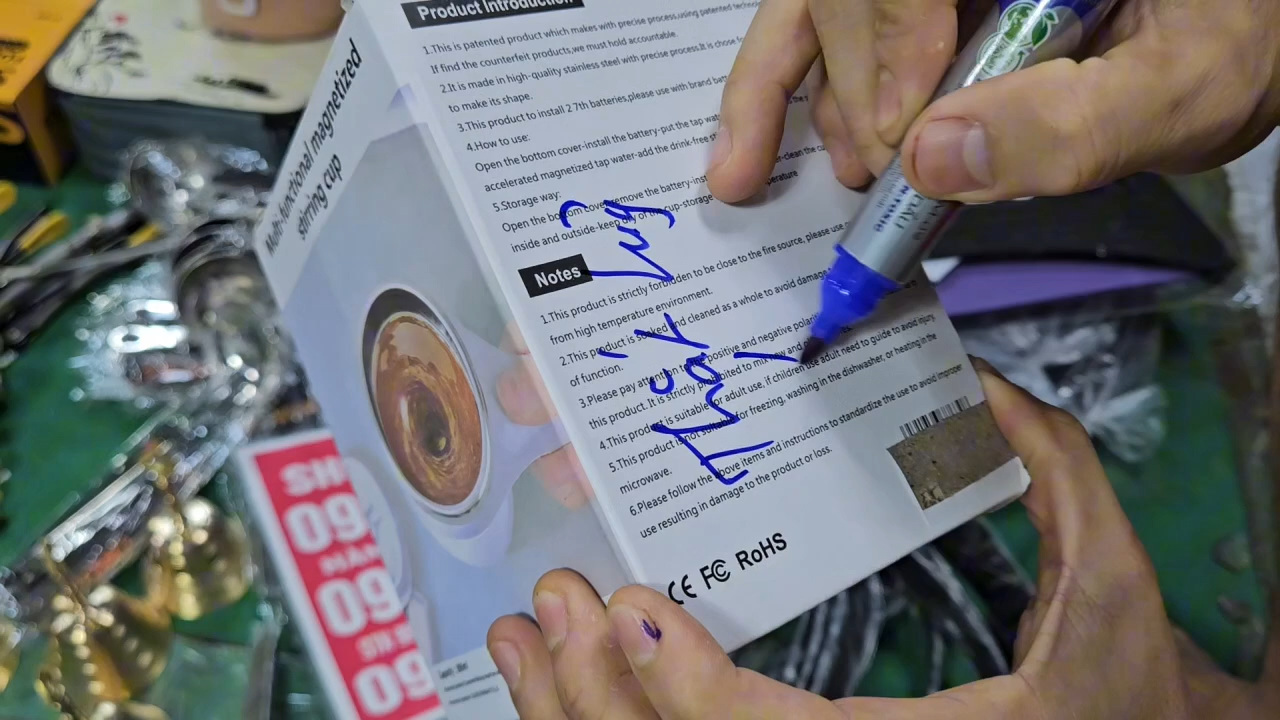 Product Introduction
1.This is patented product which makes with precise process,using patented
If find the counterfeit products,we must hold accountable.
2.It is made in high-quality stainless steel with precise process.It is chose
to make its shape.
3.This product to install 2 7th batteries,please use with brand
4.How to use:
Open the bottom cover-install the battery-put the tap
accelerated magnetized tap water-add the drink-free
5.Storage way:
Open the bottom cover-remove the battery-
inside and outside-keep dry of the cup-storage
Notes
1.This product is strictly forbidden to be close to the fire source, please use
from high temperature environment.
2.This product is soaked and cleaned as a whole to avoid
of function.
3.Please pay attention to the positive and negative
this product. It is strictly prohibited to mix
4.This product is suitable for adult use, if children use adult need to guide to avoid injury.
5.This product is not suitable for freezing, washing in the dishwasher, or heating in the
microwave.
6.Please follow the above items and instructions to standardize the use to avoid improper
use resulting in damage to the product or loss.
CE FC RoHS
Multi-functional magnetized
stirring cup
SH
09
09
09